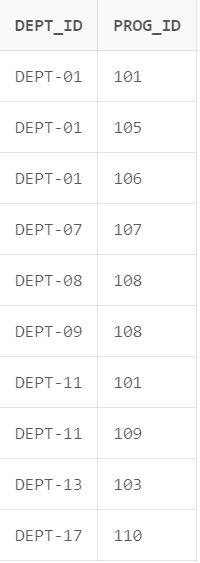 DEPT_ID PROG_ID
DEPT-01 101
DEPT-01 105
DEPT-01 106
DEPT-07 107
DEPT-08 108
DEPT-09 108
DEPT-11 101
DEPT-11 109
DEPT-13 103
DEPT-17 110